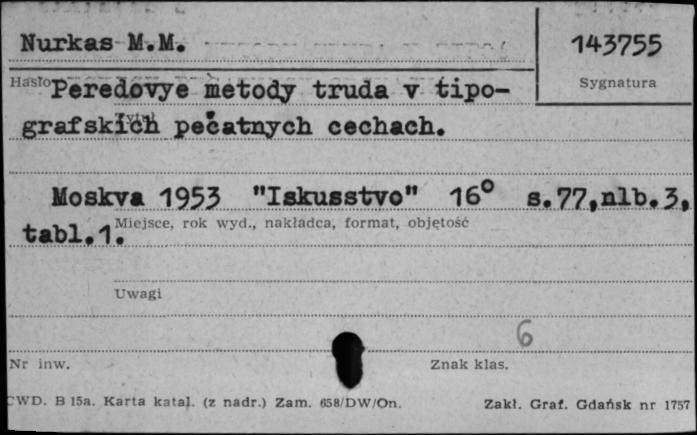 Nurkas M.M.
143755
Hasło
Sygnatura
Peredovye metody truda v tipo-
grafskich pečatnych cechach.
Tytuł
Moskva 1953 "Iskusstvo" 16° s.77,nlb.3,
Miejsce, rok wyd., nakładca, format, objętość
tabl.1.
Uwagi
6
Nr inw.
Znak klas.
CWD. B 15a. Karta katal. (z nadr.) Zam. 658/DW/On.
Zakł. Graf. Gdańsk nr 1757